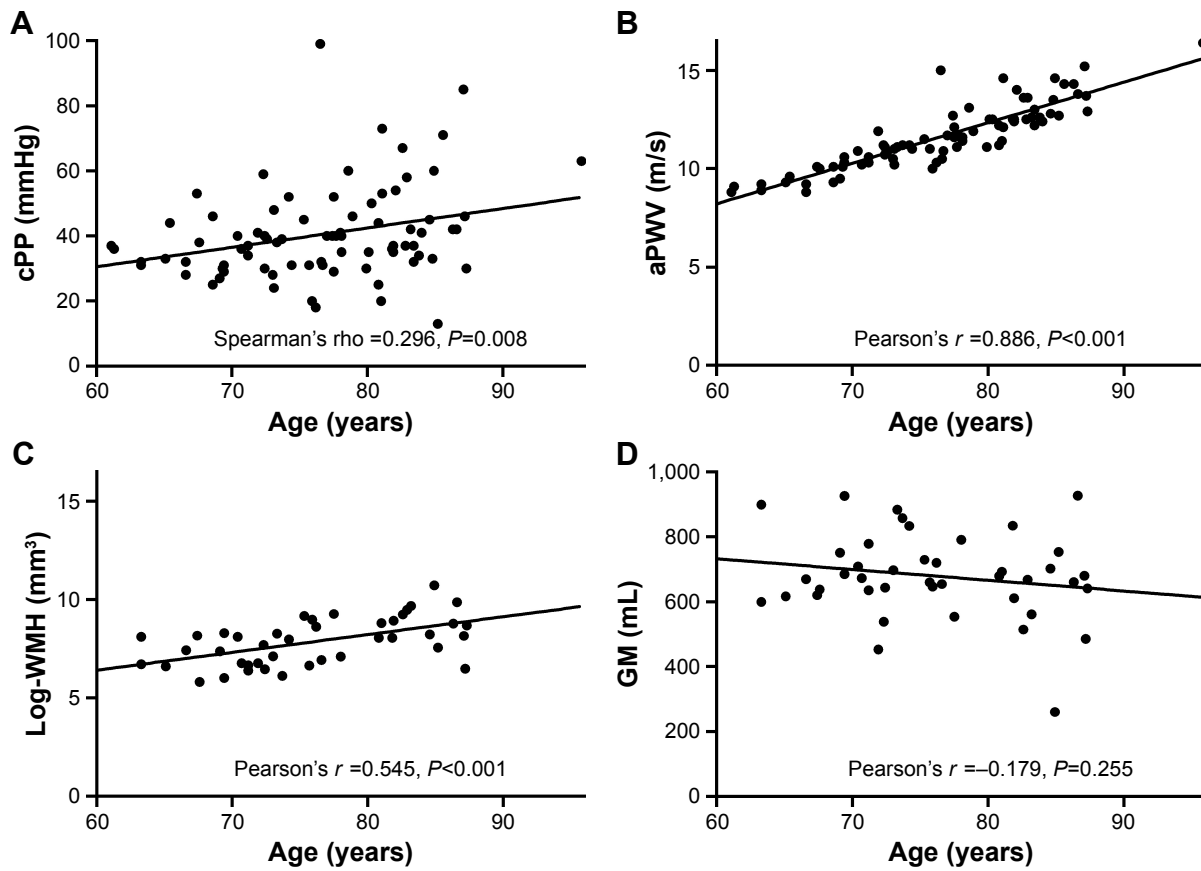 A
100
80
60
40
20
0
cPP (mmHg)
Spearman's rho =0.296, P=0.008
60 70 80 90
Age (years)
B
15
10
5
0
aPWV (m/s)
Pearson's r =0.886, P<0.001
60 70 80 90
Age (years)
C
15
10
5
0
Log-WMH (mm³)
Pearson's r =0.545, P<0.001
60 70 80 90
Age (years)
D
1,000
800
600
400
200
0
GM (mL)
Pearson's r =–0.179, P=0.255
60 70 80 90
Age (years)